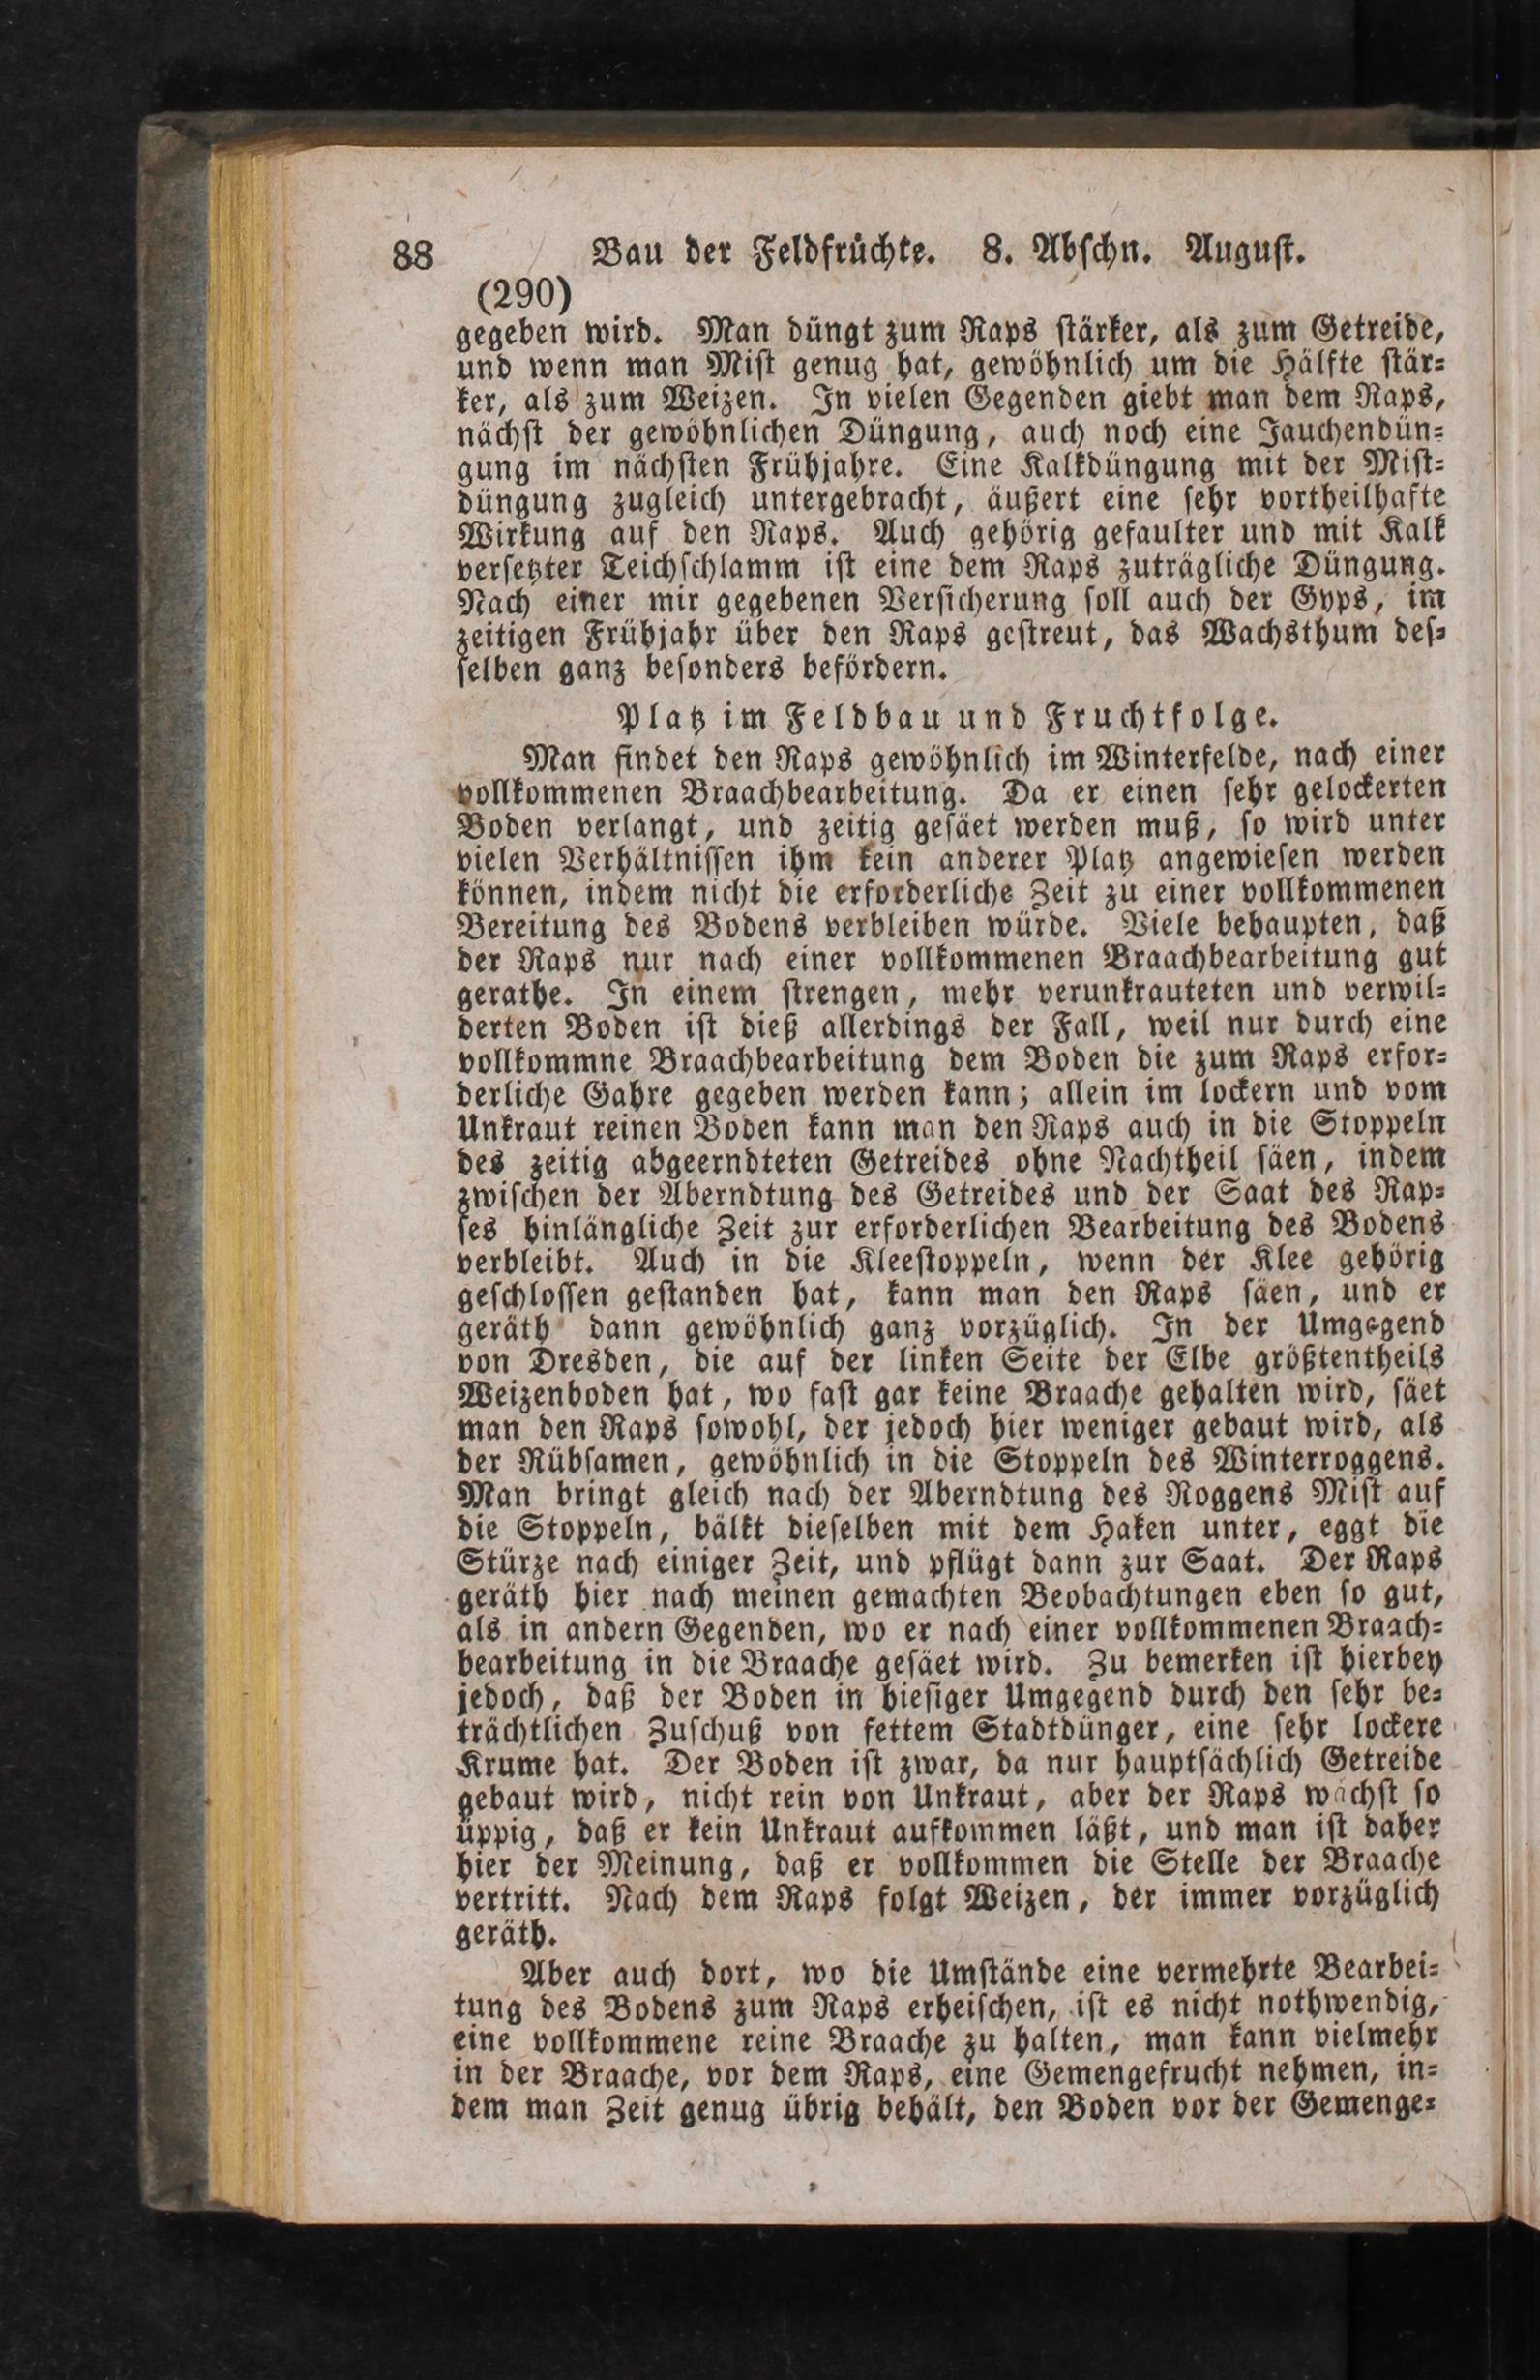 88 Bau der Feldfrüchte. 8. Abschn. August.
(290)
gegeben wird. Man düngt zum Raps stärker, als zum Getreide,
und wenn man Mist genug hat, gewöhnlich um die Hälfte stär-
ker, als zum Weizen. In vielen Gegenden giebt man dem Raps,
nächst der gewöhnlichen Düngung, auch noch eine Jauchendün-
gung im nächsten Frühjahre. Eine Kalkdüngung mit der Mist-
düngung zugleich untergebracht, äußert eine sehr vortheilhafte
Wirkung auf den Raps. Auch gehörig gefaulter und mit Kalk
versetzter Teichschlamm ist eine dem Raps zuträgliche Düngung.
Nach einer mir gegebenen Versicherung soll auch der Gyps, im
zeitigen Frühjahr über den Raps gestreut, das Wachsthum des-
selben ganz besonders befördern.
Platz im Feldbau und Fruchtfolge.
Man findet den Raps gewöhnlich im Winterfelde, nach einer
vollkommenen Braachbearbeitung. Da er einen sehr gelockerten
Boden verlangt, und zeitig gesäet werden muß, so wird unter
vielen Verhältnissen ihm kein anderer Platz angewiesen werden
können, indem nicht die erforderliche Zeit zu einer vollkommenen
Bereitung des Bodens verbleiben würde. Viele behaupten, daß
der Raps nur nach einer vollkommenen Braachbearbeitung gut
gerathe. In einem strengen, mehr verunkrauteten und verwil-
derten Boden ist dieß allerdings der Fall, weil nur durch eine
vollkommne Braachbearbeitung dem Boden die zum Raps erfor-
derliche Gahre gegeben werden kann; allein im lockern und vom
Unkraut reinen Boden kann man den Raps auch in die Stoppeln
des zeitig abgeerndteten Getreides ohne Nachtheil säen, indem
zwischen der Aberndtung des Getreides und der Saat des Rap-
ses hinlängliche Zeit zur erforderlichen Bearbeitung des Bodens
verbleibt. Auch in die Kleestoppeln, wenn der Klee gehörig
geschlossen gestanden hat, kann man den Raps säen, und er
geräth dann gewöhnlich ganz vorzüglich. In der Umgegend
von Dresden, die auf der linken Seite der Elbe größtentheils
Weizenboden hat, wo fast gar keine Braache gehalten wird, säet
man den Raps sowohl, der jedoch hier weniger gebaut wird, als
der Rübsamen, gewöhnlich in die Stoppeln des Winterroggens.
Man bringt gleich nach der Aberndtung des Roggens Mist auf
die Stoppeln, bälkt dieselben mit dem Haken unter, eggt die
Stürze nach einiger Zeit, und pflügt dann zur Saat. Der Raps
geräth hier nach meinen gemachten Beobachtungen eben so gut,
als in andern Gegenden, wo er nach einer vollkommenen Braach-
bearbeitung in die Braache gesäet wird. Zu bemerken ist hierbey
jedoch, daß der Boden in hiesiger Umgegend durch den sehr be-
trächtlichen Zuschuß von fettem Stadtdünger, eine sehr lockere
Krume hat. Der Boden ist zwar, da nur hauptsächlich Getreide
gebaut wird, nicht rein von Unkraut, aber der Raps wächst so
üppig, daß er kein Unkraut aufkommen läßt, und man ist daher
hier der Meinung, daß er vollkommen die Stelle der Braache
vertritt. Nach dem Raps folgt Weizen, der immer vorzüglich
geräth.
Aber auch dort, wo die Umstände eine vermehrte Bearbei-
tung des Bodens zum Raps erheischen, ist es nicht nothwendig,
eine vollkommene reine Braache zu halten, man kann vielmehr
in der Braache, vor dem Raps, eine Gemengefrucht nehmen, in-
dem man Zeit genug übrig behält, den Boden vor der Gemenge-